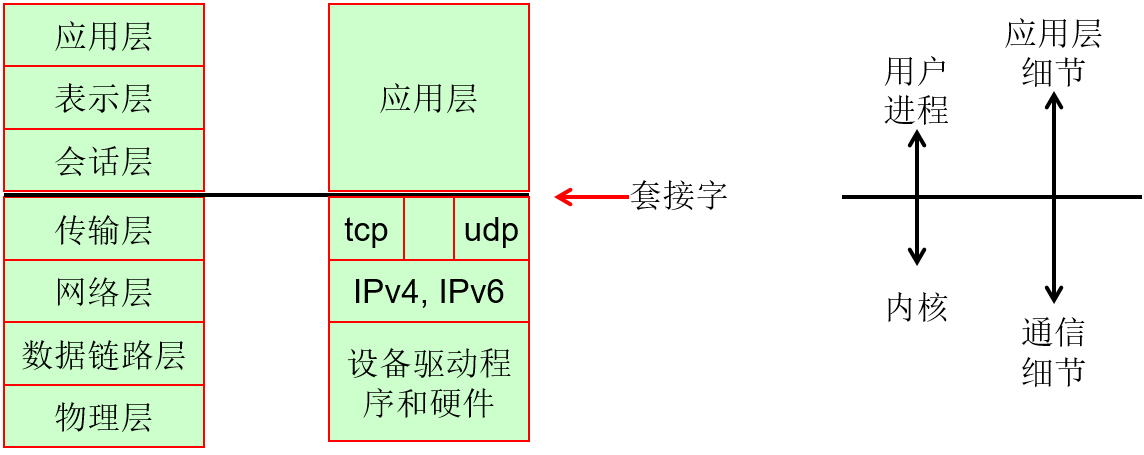 应用层
表示层
会话层
传输层
网络层
数据链路层
物理层
应用层
tcp
udp
IPv4, IPv6
设备驱动程
序和硬件
套接字
用户
进程
内核
应用层
细节
通信
细节